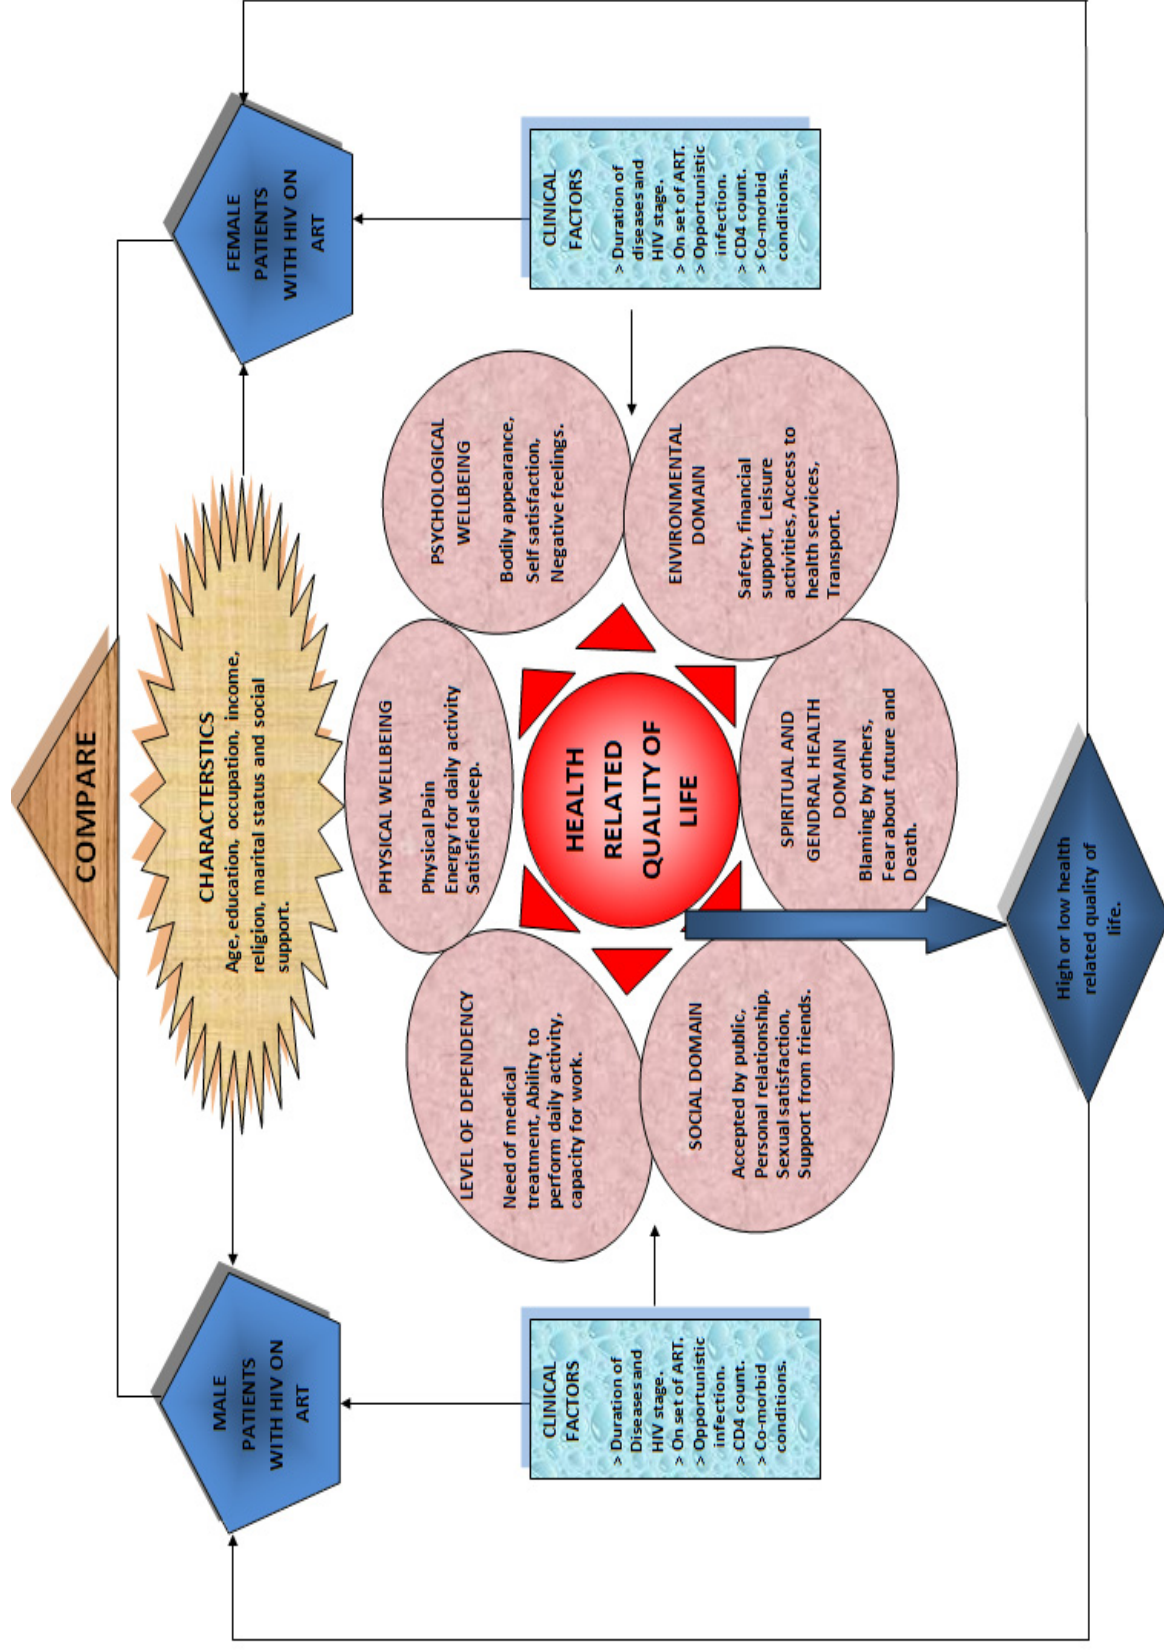 COMPARE
CHARACTERSTICS
Age, education, occupation, income,
religion, marital status and social
support.
MALE
PATIENTS
WITH HIV ON
ART
FEMALE
PATIENTS
WITH HIV ON
ART
PHYSICAL WELLBEING
Physical Pain
Energy for daily activity
Satisfied sleep.
LEVEL OF DEPENDENCY
Need of medical
treatment, Ability to
perform daily activity,
capacity for work.
PSYCHOLOGICAL
WELLBEING
Bodily appearance,
Self satisfaction,
Negative feelings.
HEALTH
RELATED
QUALITY OF
LIFE
CLINICAL
FACTORS
> Duration of
Diseases and
HIV stage.
> On set of ART.
> Opportunistic
infection.
> CD4 count.
> Co-morbid
conditions.
SOCIAL DOMAIN
Accepted by public,
Personal relationship,
Sexual satisfaction,
Support from friends.
SPIRITUAL AND
GENDRAL HEALTH
DOMAIN
Blaming by others,
Fear about future and
Death.
ENVIRONMENTAL
DOMAIN
Safety, financial
support, Leisure
activities, Access to
health services,
Transport.
CLINICAL
FACTORS
> Duration of
diseases and
HIV stage.
> On set of ART.
> Opportunistic
infection.
> CD4 count.
> Co-morbid
conditions.
High or low health
related quality of
life.